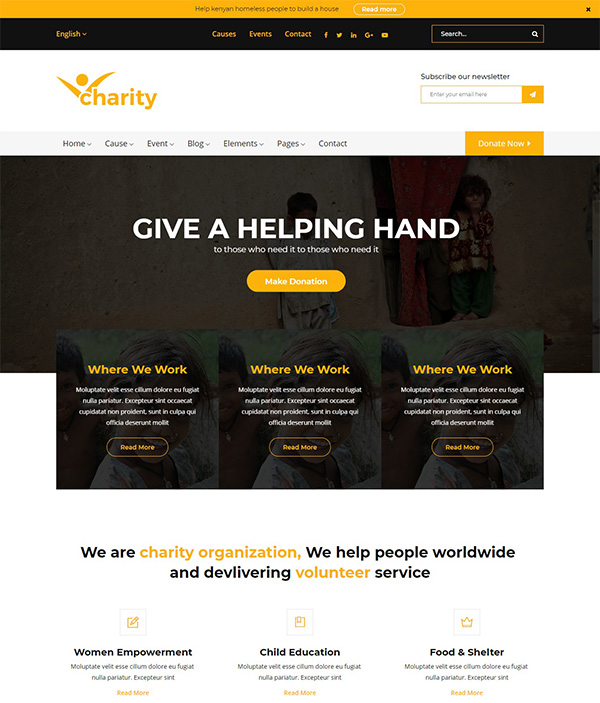 Help kenyan homeless people to build a house Read more
English Causes Events Contact Search...
charity
Subscribe our newsletter
Enter your email here
Home Cause Event Blog Elements Pages Contact Donate Now
GIVE A HELPING HAND
to those who need it to those who need it
Make Donation
Where We Work Where We Work Where We Work
Moluptate velit esse cillum dolore eu fugiat Moluptate velit esse cillum dolore eu fugiat Moluptate velit esse cillum dolore eu fugiat
nulla pariatur. Excepteur sint occaecat nulla pariatur. Excepteur sint occaecat nulla pariatur. Excepteur sint occaecat
cupidatat non proident, sunt in culpa qui cupidatat non proident, sunt in culpa qui cupidatat non proident, sunt in culpa qui
officia deserunt mollit officia deserunt mollit officia deserunt mollit
Read More Read More Read More
We are charity organization, We help people worldwide
and devlivering volunteer service
Women Empowerment Child Education Food & Shelter
Moluptate velit esse cillum dolore eu fugiat Moluptate velit esse cillum dolore eu fugiat Moluptate velit esse cillum dolore eu fugiat
nulla pariatur. Excepteur sint nulla pariatur. Excepteur sint nulla pariatur. Excepteur sint
Read More Read More Read More